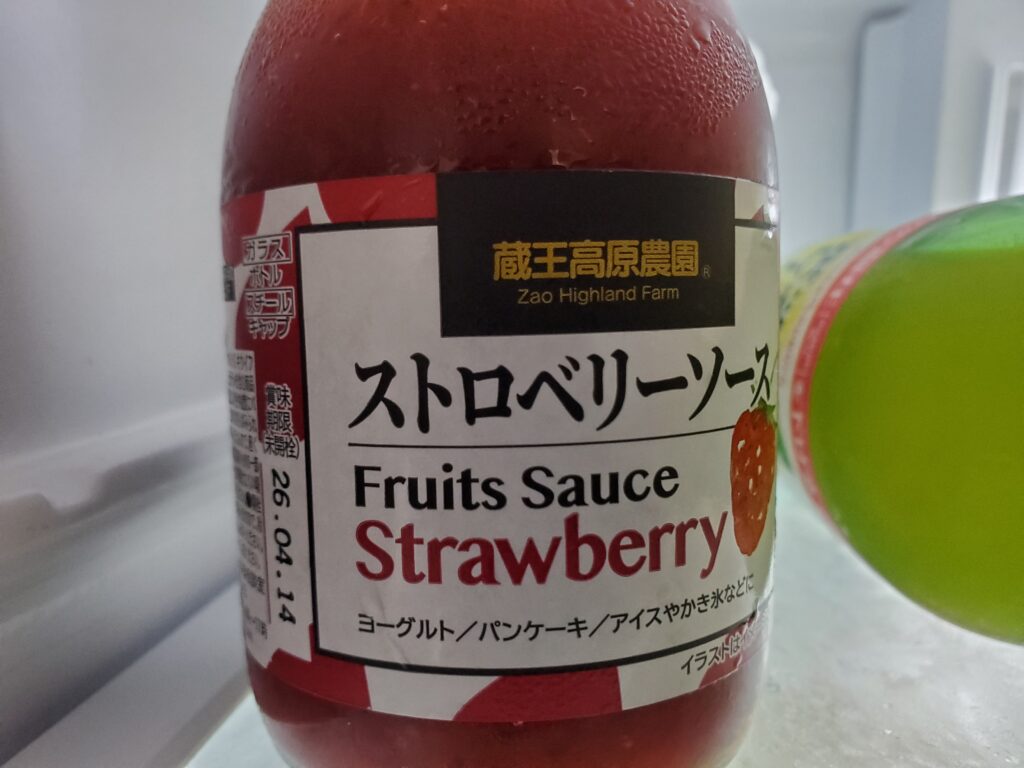 蔵王高原農園®
Zao Highland Farm
ストロベリーソース
Fruits Sauce
Strawberry
ヨーグルト／パンケーキ／アイスやかき氷などに
イラストは
ガラス
ボトル
スチール
キャップ
賞味
期限
(未開栓)
26.04.14